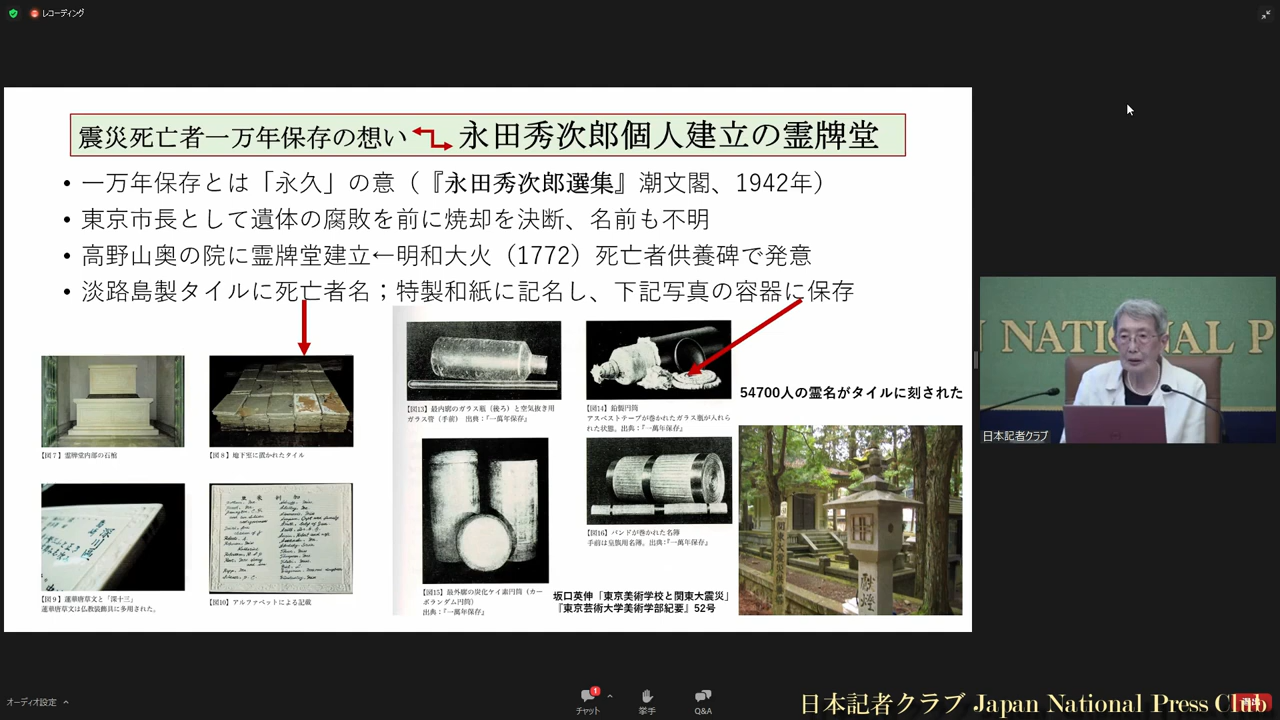 レコーディング
震災死亡者一万年保存の想い 永田秀次郎個人建立の霊牌堂
• 一万年保存とは「永久」の意（『永田秀次郎選集』潮文閣、1942年）
• 東京市長として遺体の腐敗を前に焼却を決断、名前も不明
• 高野山奥の院に霊牌堂建立←明和大火（1772）死亡者供養碑で発意
• 淡路島製タイルに死亡者名；特製和紙に記名し、下記写真の容器に保存
【図7】霊牌堂内部の石棺
【図8】地下室に置かれたタイル
【図9】蓮華唐草文と「深十三」
蓮華唐草文は仏教装飾具に多用された。
【図10】アルファベットによる記載
【図13】最内部のガラス瓶（後ろ）と空気抜き用
ガラス管（手前） 出典：『一萬年保存』
【図14】鉛製円筒
アスベストテープが巻かれたガラス瓶が入れら
れた状態。出典：『一萬年保存』
【図15】最外部の炭化ケイ素円筒（カー
ボランダム円筒）
出典：『一萬年保存』
【図16】バンドが巻かれた名簿
手前は皇族用名簿。出典：『一萬年保存』
54700人の霊名がタイルに刻された
坂口英伸「東京美術学校と関東大震災」
『東京芸術大学美術学部紀要』52号
N NATIONAL P
日本記者クラブ
オーディオ設定
1
チャット
挙手
Q&A
日本記者クラブ Japan National Press Club